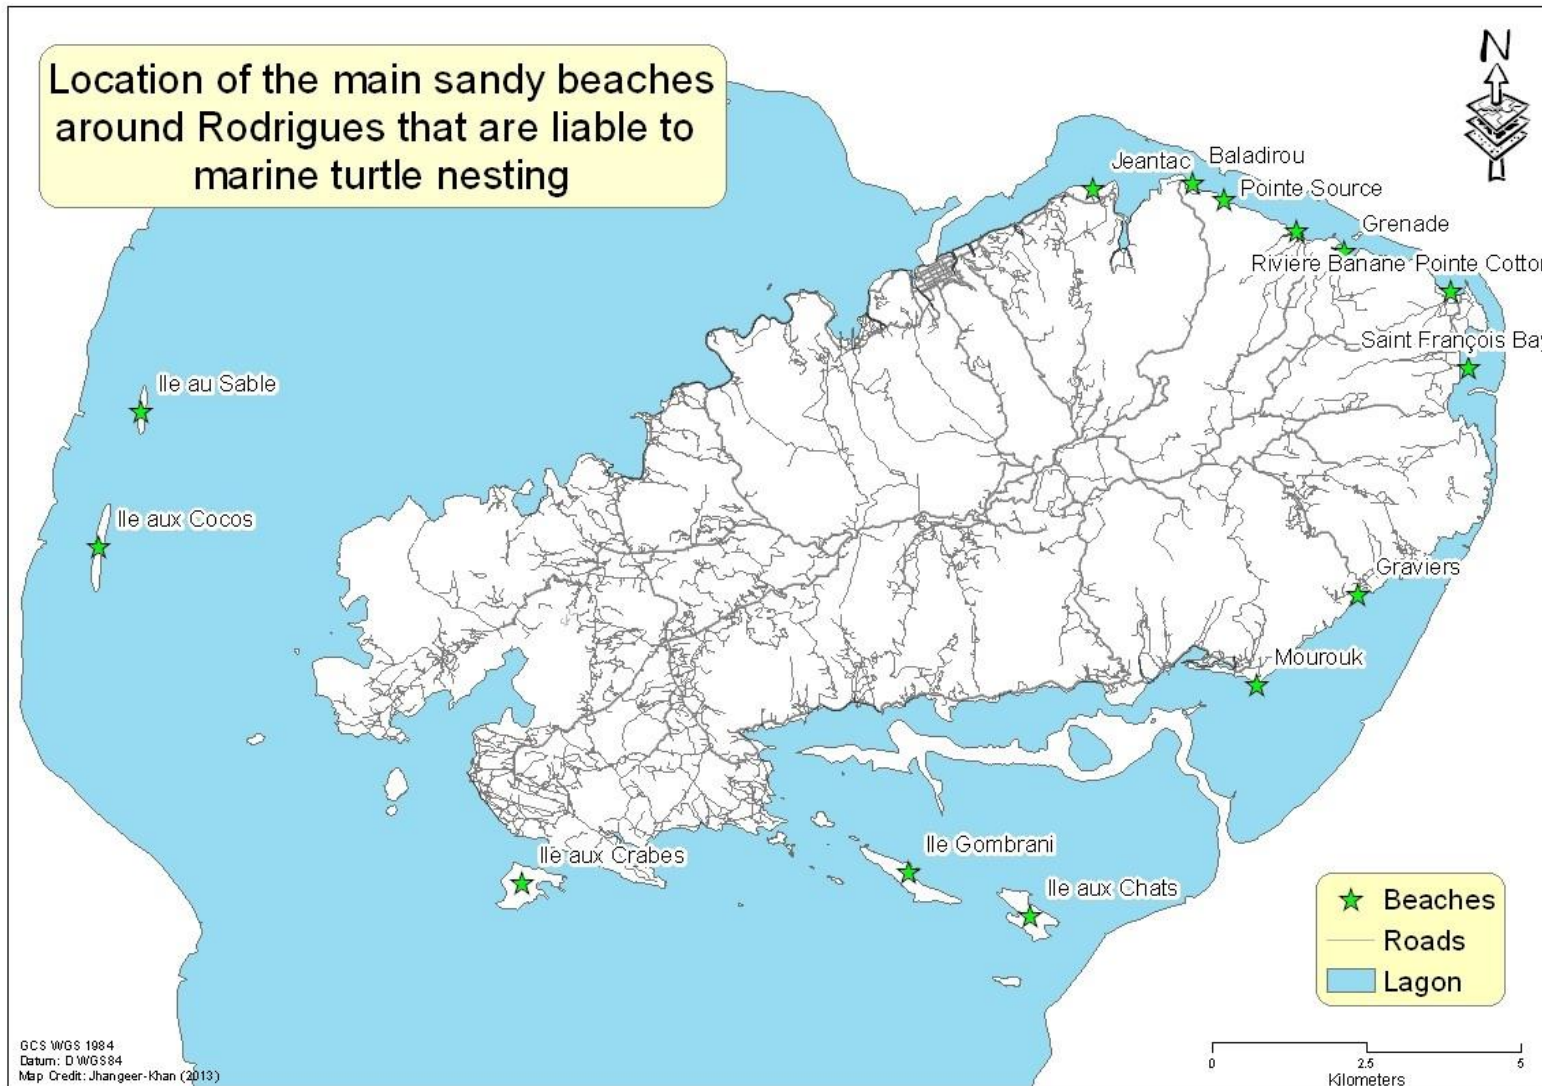 Location of the main sandy beaches
around Rodrigues that are liable to
marine turtle nesting
N
Jeantac
Baladirou
Pointe Source
Grenade
Riviere Banane
Pointe Cotton
Saint François Bay
Ile au Sable
Ile aux Cocos
Graviers
Mourouk
Ile aux Crabes
Ile Gombrani
Ile aux Chats
Beaches
Roads
Lagon
GCS WGS 1984
Datum: D WGS84
Map Credit: Jhangeer-Khan (2013)
0 2.5 5
Kilometers